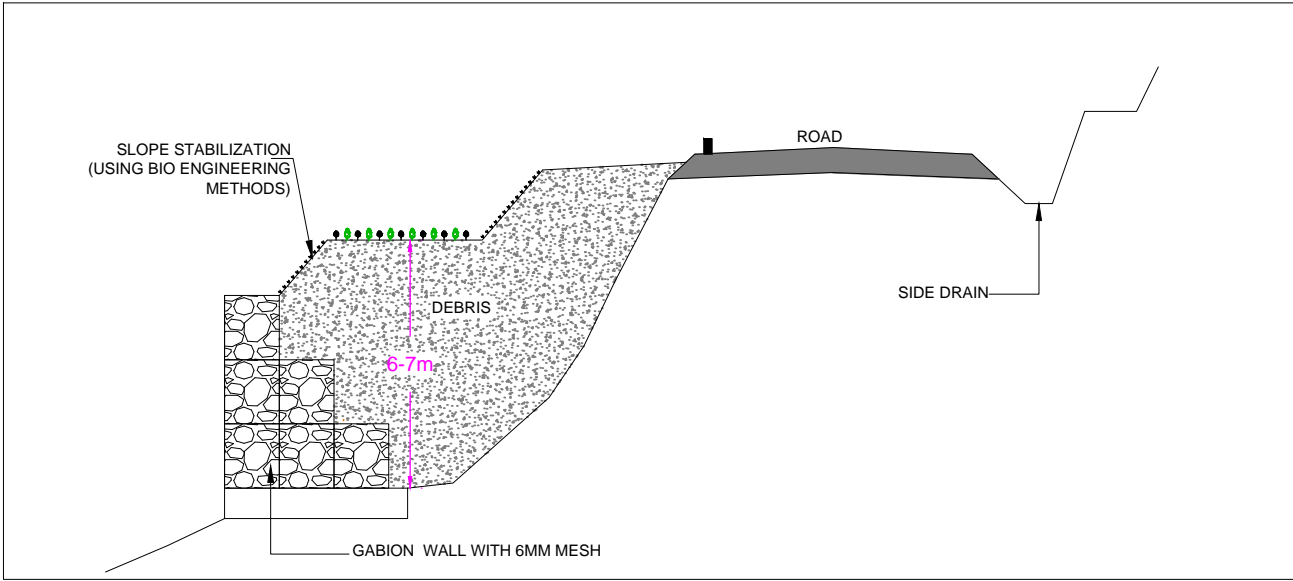 ROAD
SLOPE STABILIZATION
(USING BIO ENGINEERING
METHODS)
SIDE DRAIN
DEBRIS
6-7m
GABION WALL WITH 6MM MESH